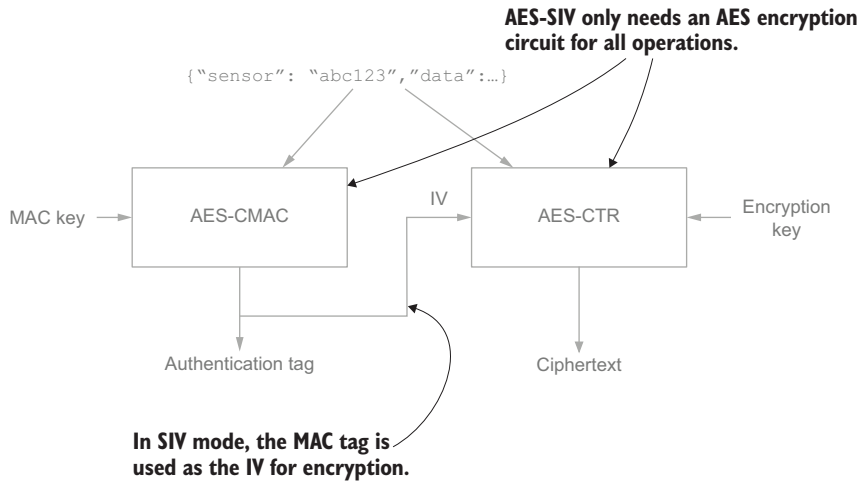 AES-SIV only needs an AES encryption
circuit for all operations.
{“sensor”: “abc123”,”data”:…}
MAC key
AES-CMAC
IV
AES-CTR
Encryption
key
Authentication tag
Ciphertext
In SIV mode, the MAC tag is
used as the IV for encryption.